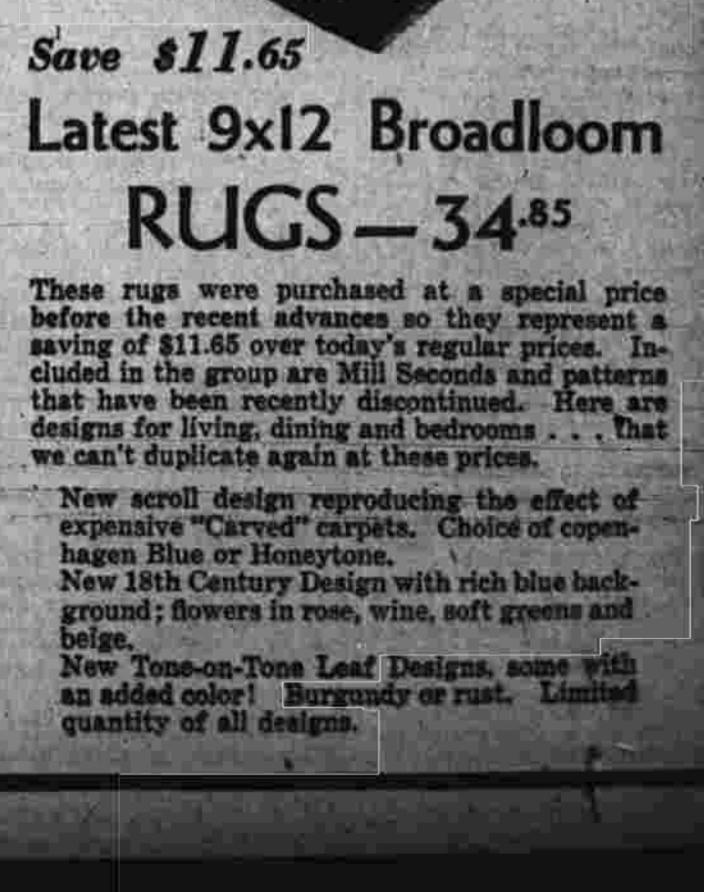 Save $11.65
Latest 9x12 Broadloom
RUGS — 34.85
These rugs were purchased at a special price
before the recent advances so they represent a
saving of $11.65 over today's regular prices. In-
cluded in the group are Mill Seconds and patterns
that have been recently discontinued. Here are
designs for living, dining and bedrooms . . . that
we can't duplicate again at these prices.
New scroll design reproducing the effect of
expensive "Carved" carpets. Choice of copen-
hagen Blue or Honeytone.
New 18th Century Design with rich blue back-
ground; flowers in rose, wine, soft greens and
beige.
New Tone-on-Tone Leaf Designs, some with
an added color! Burgundy or rust. Limited
quantity of all designs.